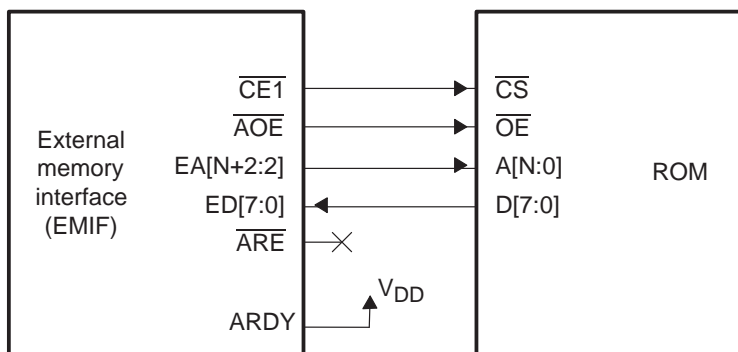 CE1
CS
AOE
OE
External
memory
interface
(EMIF)
EA[N+2:2]
A[N:0]
ROM
ED[7:0]
D[7:0]
ARE
VDD
ARDY